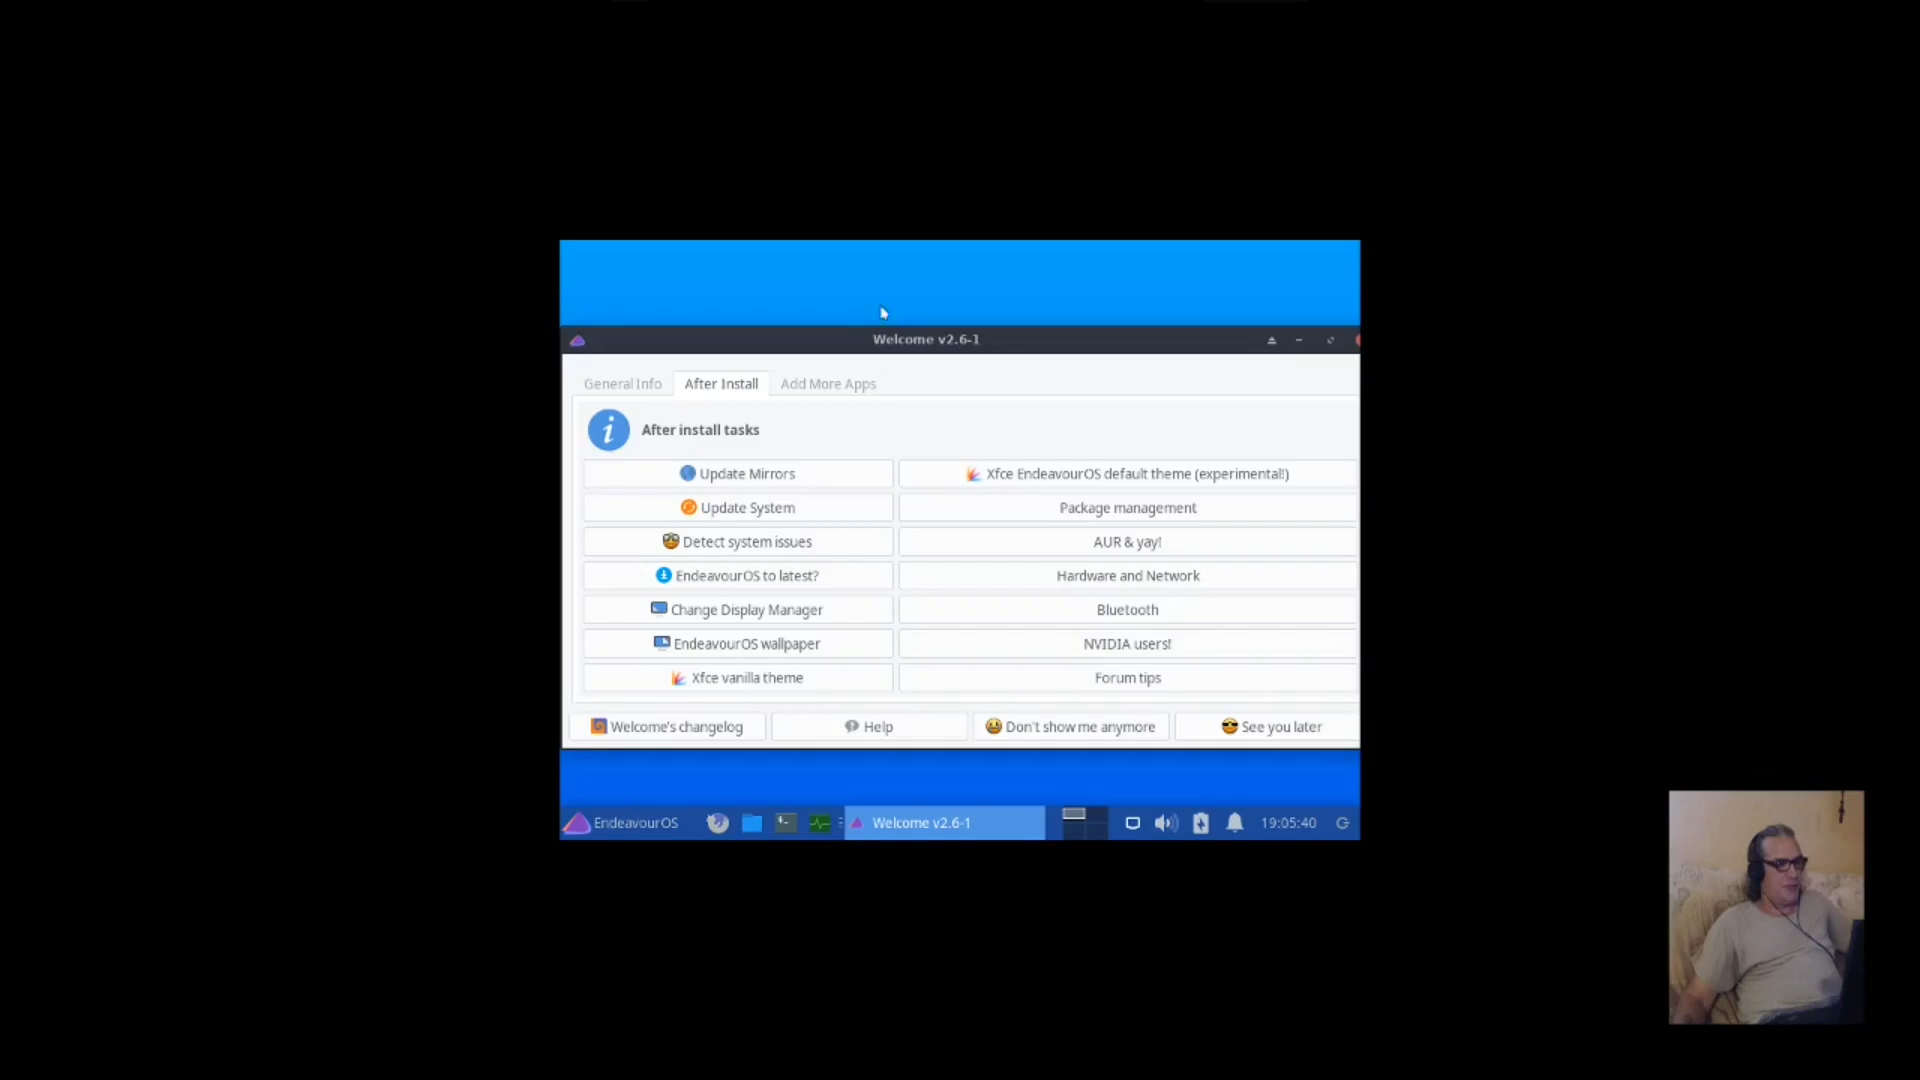 Welcome v2.6-1
General Info After Install Add More Apps
After install tasks
Update Mirrors Xfce EndeavourOS default theme (experimental!)
Update System Package management
Detect system issues AUR & yay!
EndeavourOS to latest? Hardware and Network
Change Display Manager Bluetooth
EndeavourOS wallpaper NVIDIA users!
Xfce vanilla theme Forum tips
Welcome's changelog Help Don't show me anymore See you later
EndeavourOS Welcome v2.6-1 19:05:40